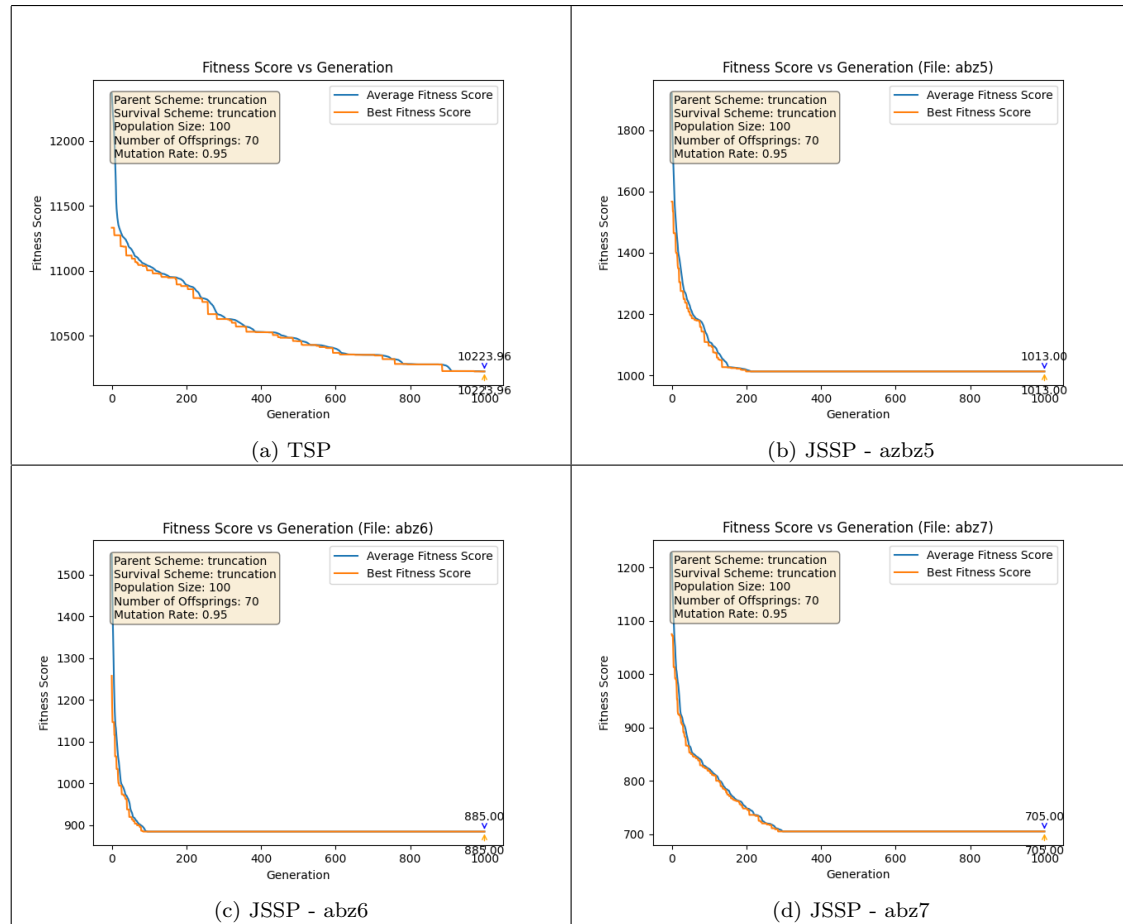 Fitness Score vs Generation
Parent Scheme: truncation
Survival Scheme: truncation
Population Size: 100
Number of Offsprings: 70
Mutation Rate: 0.95
Average Fitness Score
Best Fitness Score
Fitness Score
12000
11500
11000
10500
10223.96
10223.96
0 200 400 600 800 1000
Generation
(a) TSP
Fitness Score vs Generation (File: abz5)
Parent Scheme: truncation
Survival Scheme: truncation
Population Size: 100
Number of Offsprings: 70
Mutation Rate: 0.95
Average Fitness Score
Best Fitness Score
Fitness Score
1800
1600
1400
1200
1000
1013.00
1013.00
0 200 400 600 800 1000
Generation
(b) JSSP - azbz5
Fitness Score vs Generation (File: abz6)
Parent Scheme: truncation
Survival Scheme: truncation
Population Size: 100
Number of Offsprings: 70
Mutation Rate: 0.95
Average Fitness Score
Best Fitness Score
Fitness Score
1500
1400
1300
1200
1100
1000
900
885.00
885.00
0 200 400 600 800 1000
Generation
(c) JSSP - abz6
Fitness Score vs Generation (File: abz7)
Parent Scheme: truncation
Survival Scheme: truncation
Population Size: 100
Number of Offsprings: 70
Mutation Rate: 0.95
Average Fitness Score
Best Fitness Score
Fitness Score
1200
1100
1000
900
800
700
705.00
705.00
0 200 400 600 800 1000
Generation
(d) JSSP - abz7